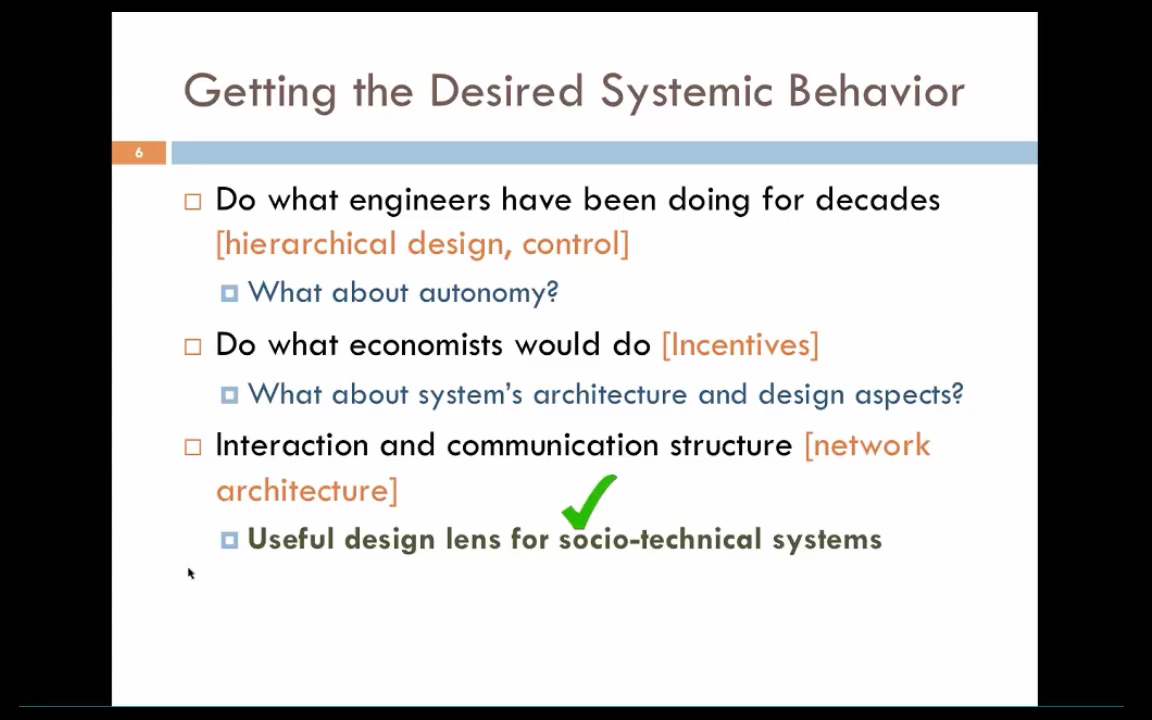 Getting the Desired Systemic Behavior
6
Do what engineers have been doing for decades
[hierarchical design, control]
What about autonomy?
Do what economists would do [Incentives]
What about system’s architecture and design aspects?
Interaction and communication structure [network
architecture]
Useful design lens for socio-technical systems